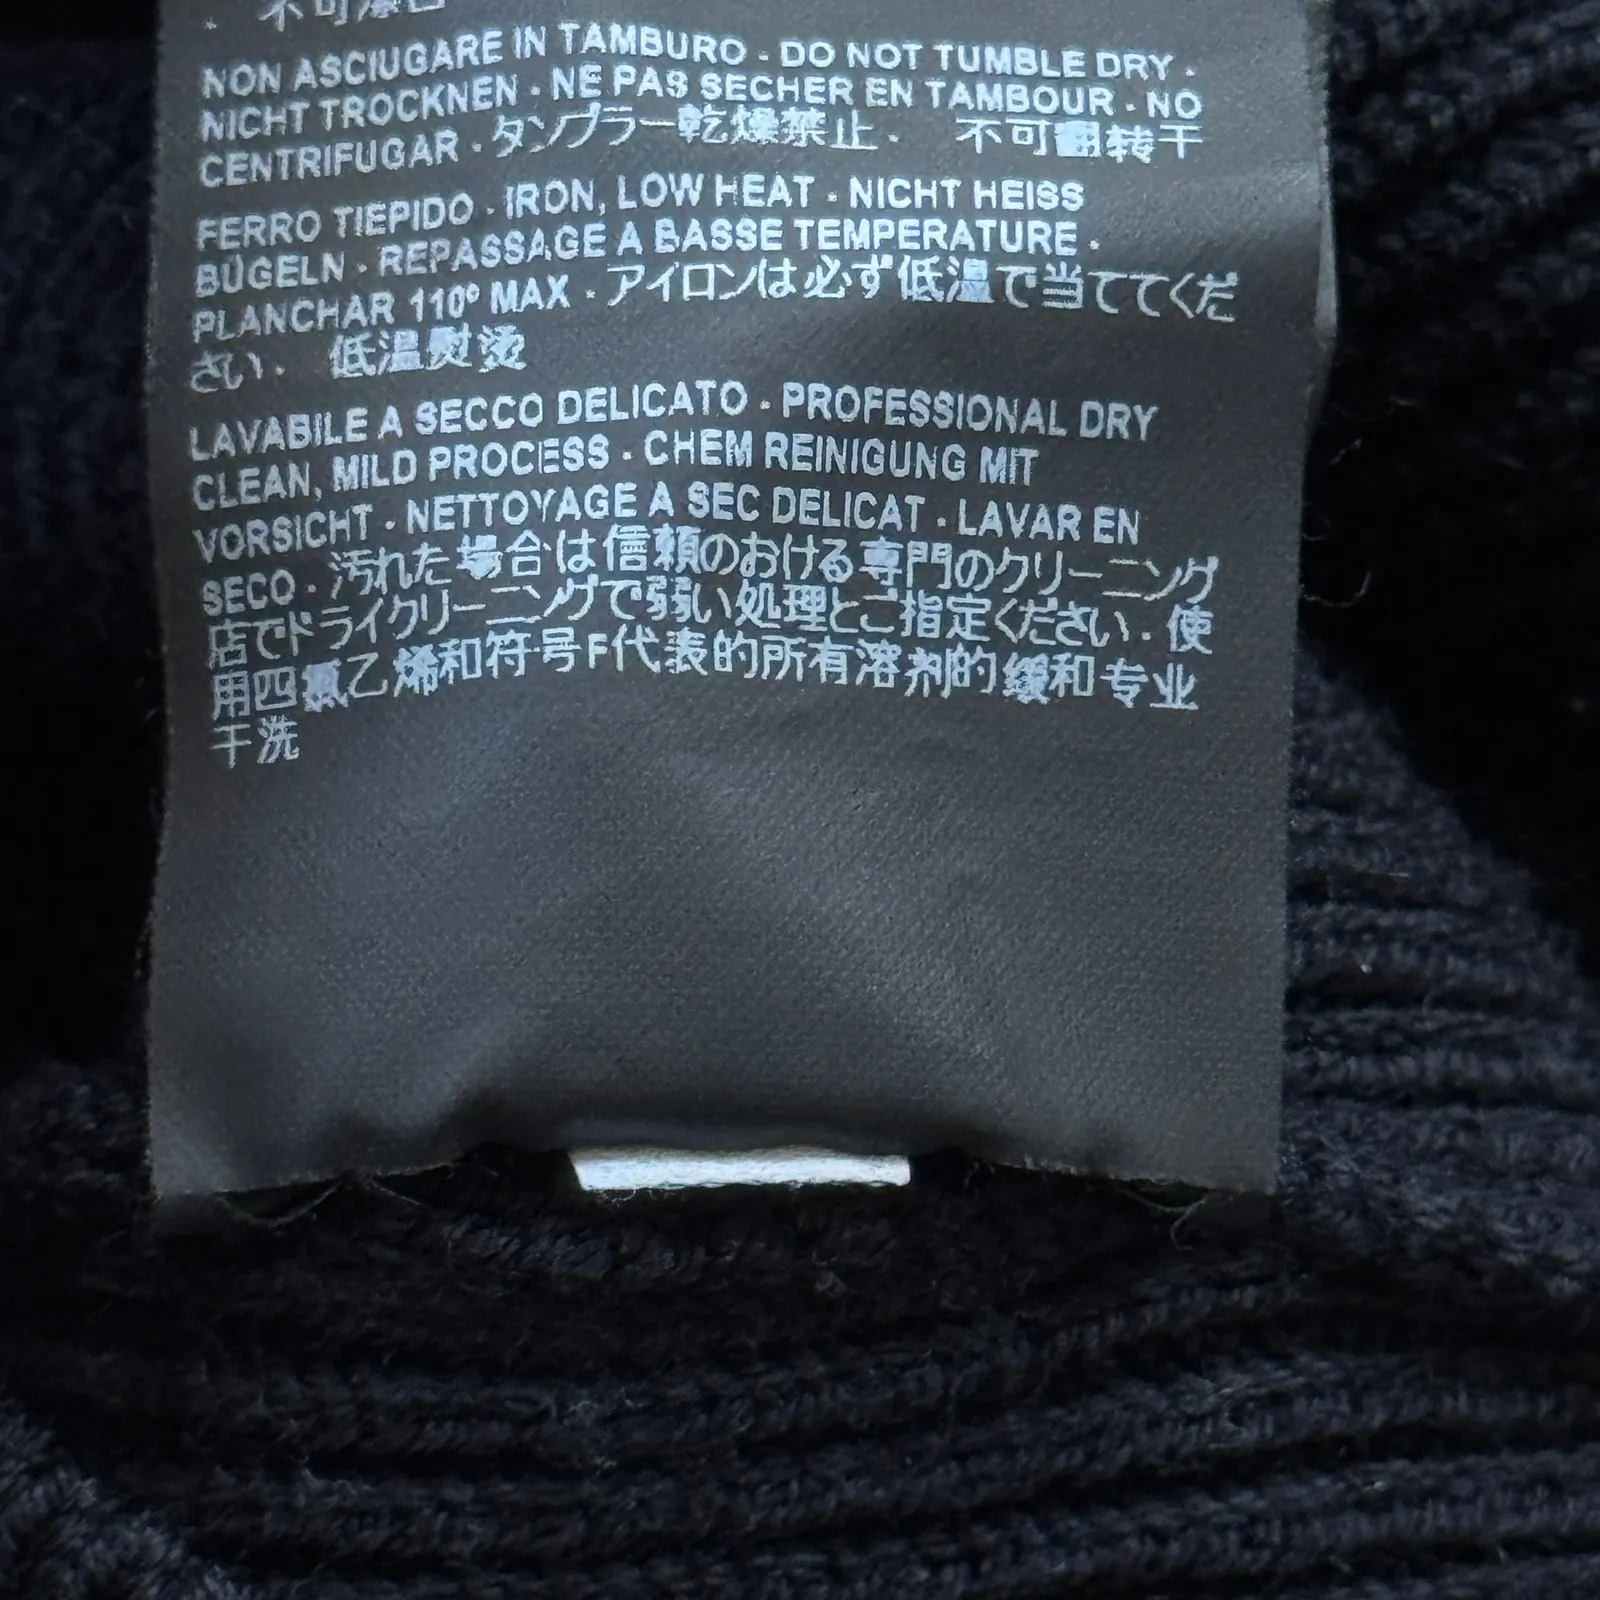 不可漂白
NON ASCIUGARE IN TAMBURO - DO NOT TUMBLE DRY -
NICHT TROCKNEN - NE PAS SECHER EN TAMBOUR - NO
CENTRIFUGAR - タンブラー乾燥禁止. 不可翻转干
FERRO TIEPIDO - IRON, LOW HEAT - NICHT HEISS
BÜGELN - REPASSAGE A BASSE TEMPERATURE -
PLANCHAR 110º MAX - アイロンは必ず低温で当ててくだ
さい. 低温熨烫
LAVABILE A SECCO DELICATO - PROFESSIONAL DRY
CLEAN, MILD PROCESS - CHEM REINIGUNG MIT
VORSICHT - NETTOYAGE A SEC DELICAT - LAVAR EN
SECO - 汚れた場合は信頼のおける専門のクリーニング
店でドライクリーニングで弱い処理とご指定ください. 使
用四氯乙烯和符号F代表的所有溶剂的缓和专业
干洗